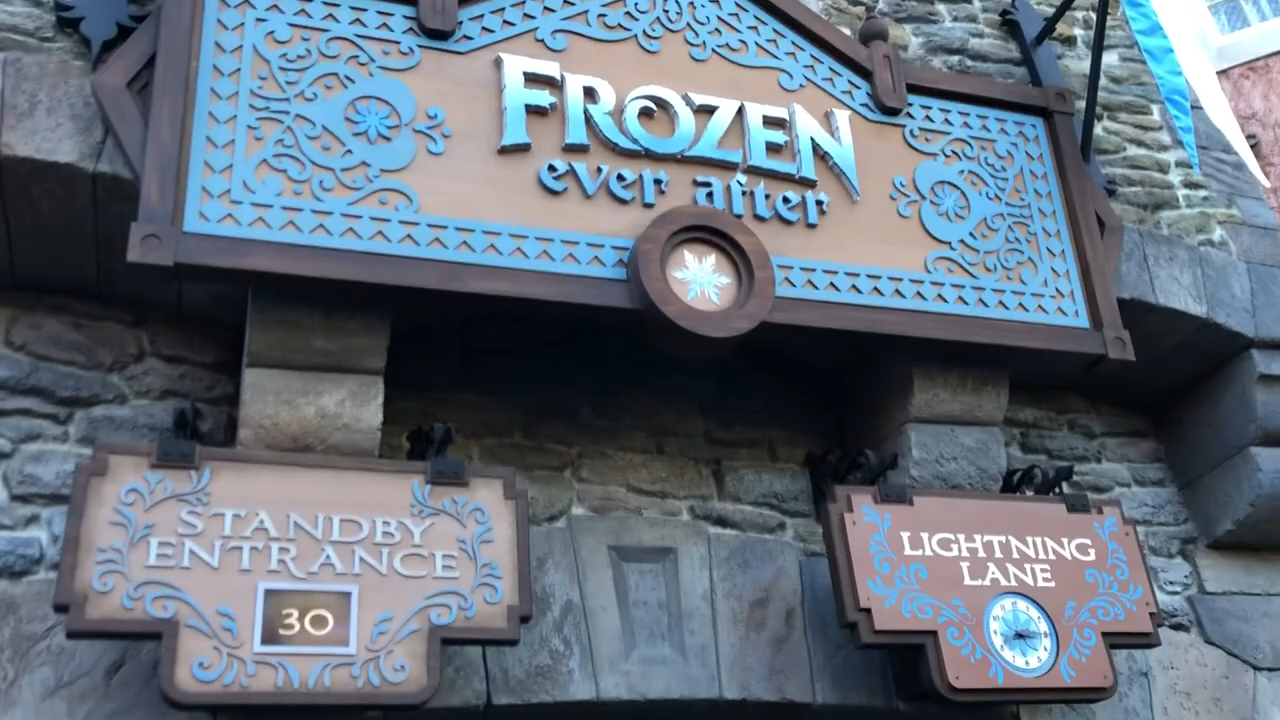 FROZEN
ever after
STANDBY
ENTRANCE
30
LIGHTNING
LANE